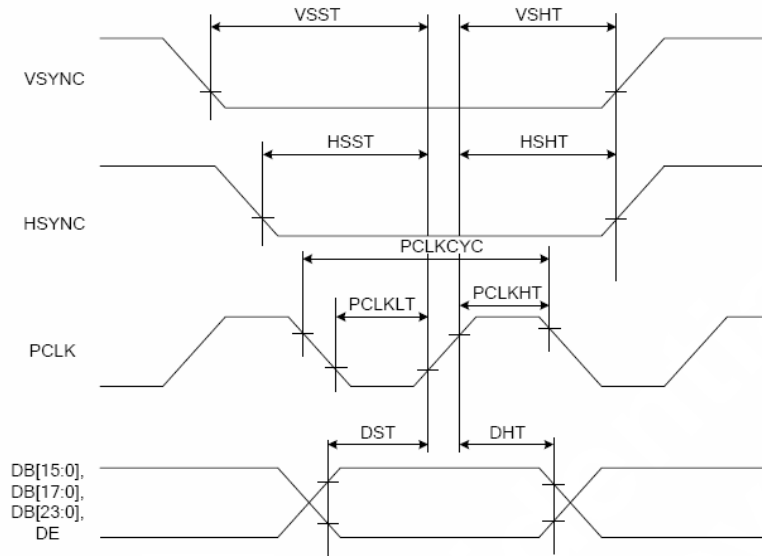 VSST
VSHT
VSYNC
HSST
HSHT
HSYNC
PCLKCYC
PCLKLT
PCLKHT
PCLK
DST
DHT
DB[15:0],
DB[17:0],
DB[23:0],
DE